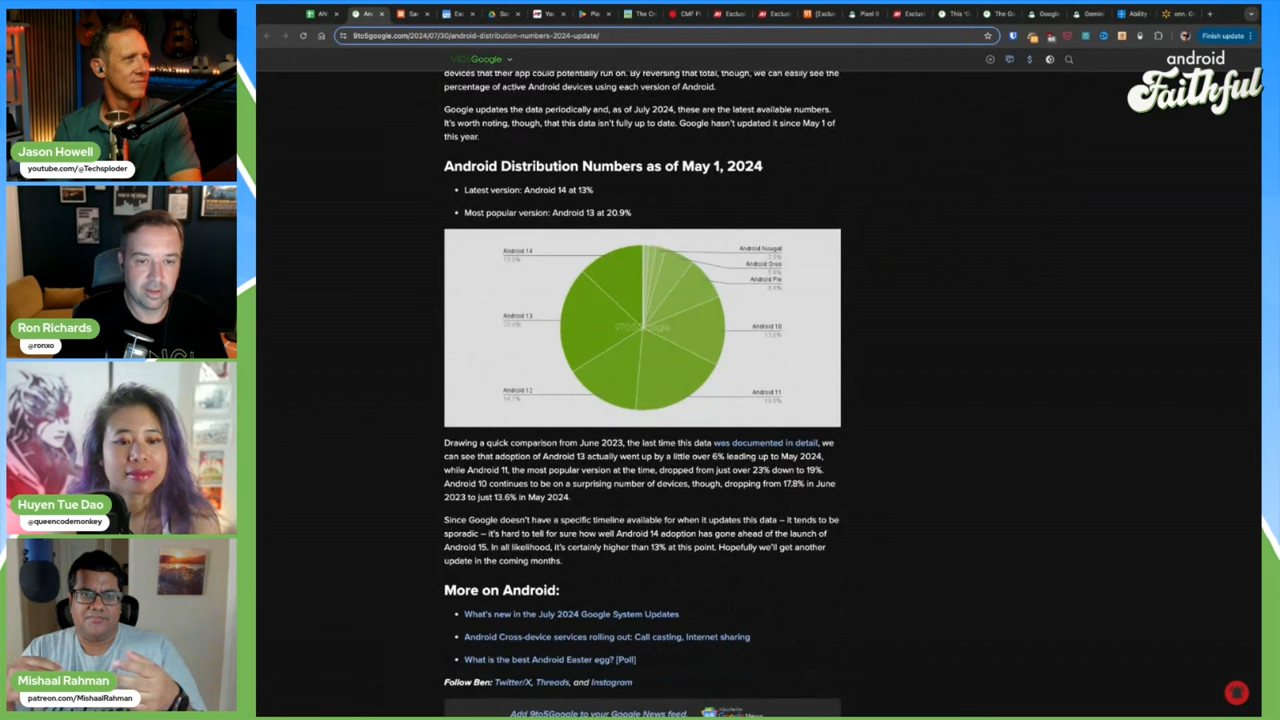 Jason Howell
youtube.com/@Techsploder
Ron Richards
@ronxo
Huyen Tue Dao
@queencodemonkey
Mishaal Rahman
patreon.com/MishaalRahman
9to5google.com/2024/07/30/android-distribution-numbers-2024-update/
Finish update
9TO5Google
android
Faithful
devices that their app could potentially run on. By reversing that total, though, we can easily see the
percentage of active Android devices using each version of Android.
Google updates the data periodically and, as of July 2024, these are the latest available numbers.
It's worth noting, though, that this data isn't fully up to date. Google hasn't updated it since May 1 of
this year.
Android Distribution Numbers as of May 1, 2024
• Latest version: Android 14 at 13%
• Most popular version: Android 13 at 20.9%
Android 14
Android 13
Android 12
Android Nougat
Android Oreo
Android Pie
Android 10
Android 11
9TO5Google
Drawing a quick comparison from June 2023, the last time this data was documented in detail, we
can see that adoption of Android 13 actually went up by a little over 6% leading up to May 2024,
while Android 11, the most popular version at the time, dropped from just over 23% down to 19%.
Android 10 continues to be on a surprising number of devices, though, dropping from 17.8% in June
2023 to just 13.6% in May 2024.
Since Google doesn't have a specific timeline available for when it updates this data – it tends to be
sporadic – it's hard to tell for sure how well Android 14 adoption has gone ahead of the launch of
Android 15. In all likelihood, it's certainly higher than 13% at this point. Hopefully we'll get another
update in the coming months.
More on Android:
• What's new in the July 2024 Google System Updates
• Android Cross-device services rolling out: Call casting, Internet sharing
• What is the best Android Easter egg? [Poll]
Follow Ben: Twitter/X, Threads, and Instagram
Add 9to5Google to your Google News feed.